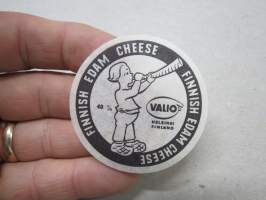 FINNISH EDAM CHEESE
FINNISH EDAM CHEESE
40 %
VALIO
HELSINKI
FINLAND